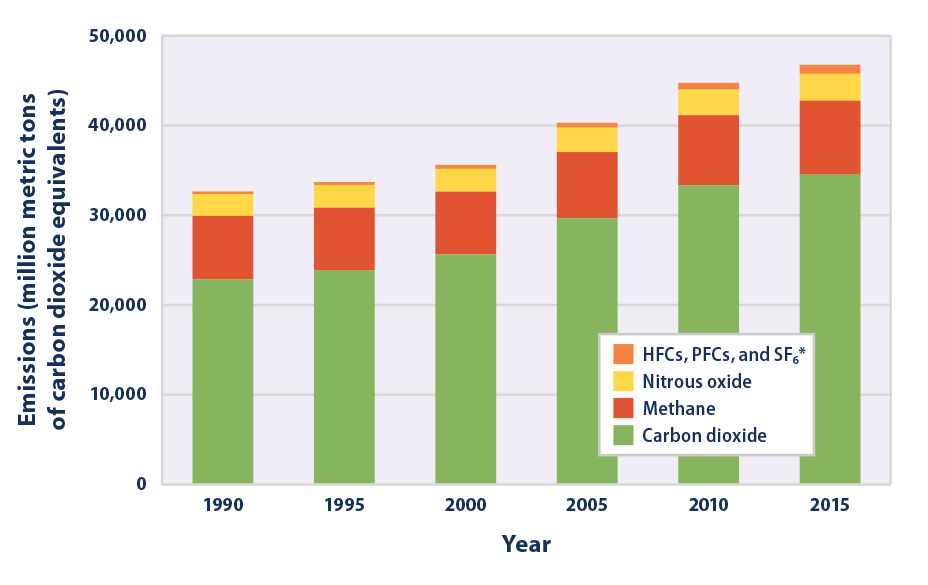 Emissions (million metric tons
of carbon dioxide equivalents)
50,000
40,000
30,000
20,000
10,000
0
HFCs, PFCs, and SF₆*
Nitrous oxide
Methane
Carbon dioxide
1990 1995 2000 2005 2010 2015
Year